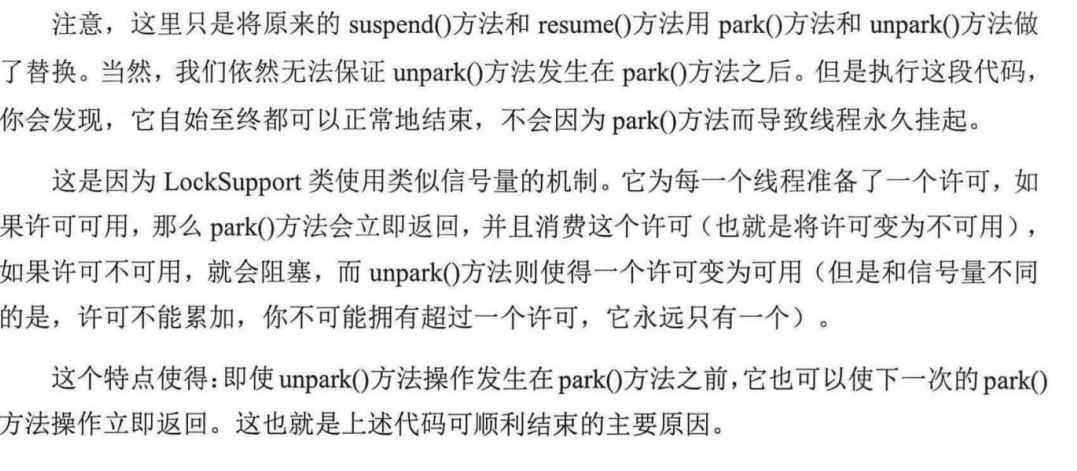 注意，这里只是将原来的 suspend()方法和 resume()方法用 park()方法和 unpark()方法做
了替换。当然，我们依然无法保证 unpark()方法发生在 park()方法之后。但是执行这段代码，
你会发现，它自始至终都可以正常地结束，不会因为 park()方法而导致线程永久挂起。
这是因为 LockSupport 类使用类似信号量的机制。它为每一个线程准备了一个许可，如
果许可可用，那么 park()方法会立即返回，并且消费这个许可（也就是将许可变为不可用），
如果许可不可用，就会阻塞，而 unpark()方法则使得一个许可变为可用（但是和信号量不同
的是，许可不能累加，你不可能拥有超过一个许可，它永远只有一个）。
这个特点使得：即使 unpark()方法操作发生在 park()方法之前，它也可以使下一次的 park()
方法操作立即返回。这也就是上述代码可顺利结束的主要原因。